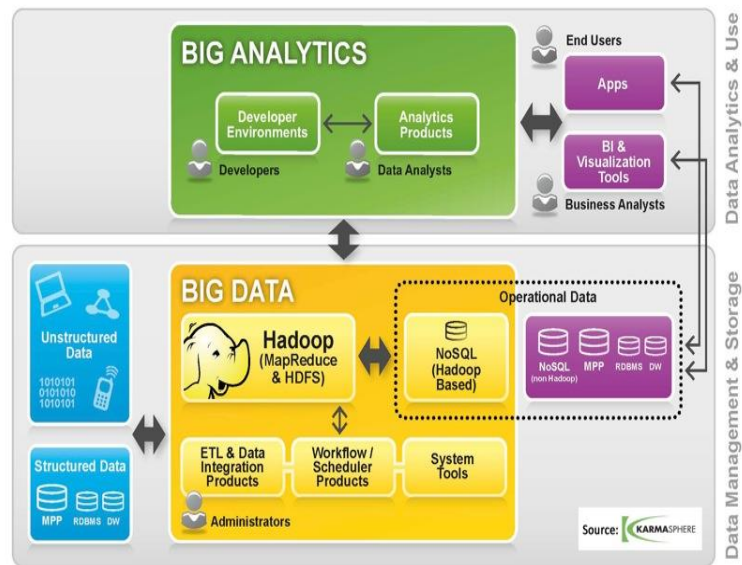 BIG ANALYTICS
Developer
Environments
Analytics
Products
Developers
Data Analysts
End Users
Apps
BI &
Visualization
Tools
Business Analysts
Data Analytics & Use
Unstructured
Data
1010101
0101010
1010101
Structured Data
MPP
RDBMS
DW
BIG DATA
Hadoop
(MapReduce
& HDFS)
NoSQL
(Hadoop
Based)
Operational Data
NoSQL
(non Hadoop)
MPP
RDBMS
DW
ETL & Data
Integration
Products
Workflow /
Scheduler
Products
System
Tools
Administrators
Source: KARMASPHERE
Data Management & Storage